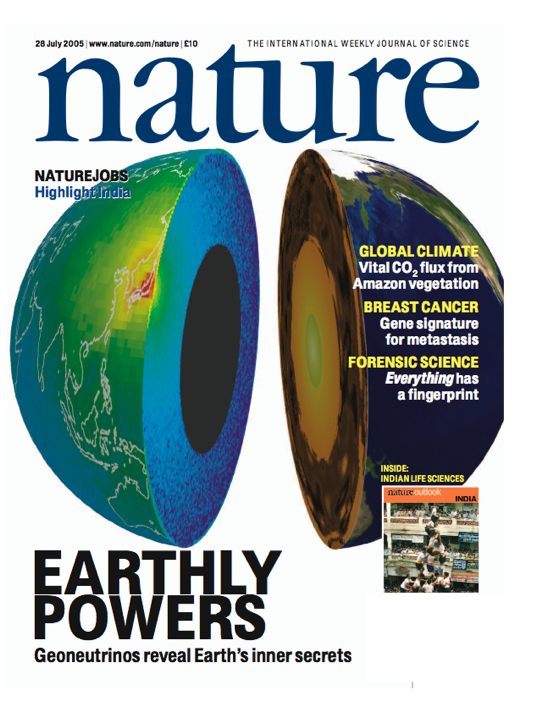 28 July 2005 | www.nature.com/nature | £10
THE INTERNATIONAL WEEKLY JOURNAL OF SCIENCE
nature
NATUREJOBS
Highlight India
GLOBAL CLIMATE
Vital CO₂ flux from
Amazon vegetation
BREAST CANCER
Gene signature
for metastasis
FORENSIC SCIENCE
Everything has
a fingerprint
INSIDE:
INDIAN LIFE SCIENCES
nature outlook
INDIA
EARTHLY
POWERS
Geoneutrinos reveal Earth's inner secrets